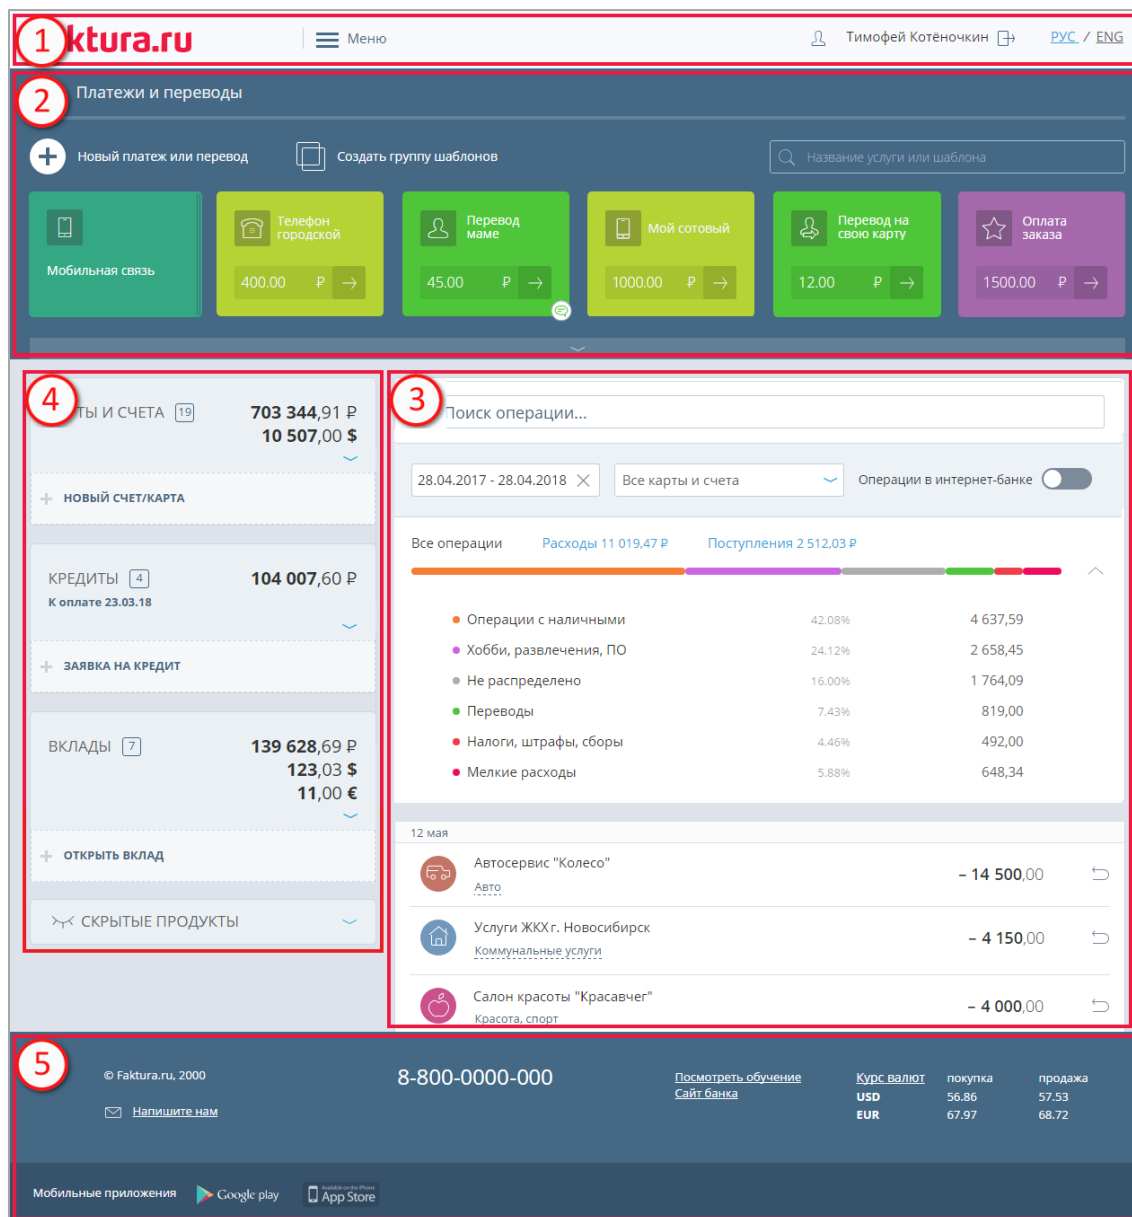 1
ktura.ru
Меню
Тимофей Котёночкин
РУС / ENG
2
Платежи и переводы
Новый платеж или перевод
Создать группу шаблонов
Название услуги или шаблона
Мобильная связь
Телефон
городской
400.00 ₽
Перевод
маме
45.00 ₽
Мой сотовый
1000.00 ₽
Перевод на
свою карту
12.00 ₽
Оплата
заказа
1500.00 ₽
4
ТЫ И СЧЕТА 19
703 344,91 ₽
10 507,00 $
НОВЫЙ СЧЕТ/КАРТА
КРЕДИТЫ 4
104 007,60 ₽
К оплате 23.03.18
ЗАЯВКА НА КРЕДИТ
ВКЛАДЫ 7
139 628,69 ₽
123,03 $
11,00 €
ОТКРЫТЬ ВКЛАД
СКРЫТЫЕ ПРОДУКТЫ
3
Поиск операции...
28.04.2017 - 28.04.2018
Все карты и счета
Операции в интернет-банке
Все операции
Расходы 11 019,47 ₽
Поступления 2 512,03 ₽
Операции с наличными 42.08% 4 637,59
Хобби, развлечения, ПО 24.12% 2 658,45
Не распределено 16.00% 1 764,09
Переводы 7.43% 819,00
Налоги, штрафы, сборы 4.46% 492,00
Мелкие расходы 5.88% 648,34
12 мая
Автосервис "Колесо"
Авто
– 14 500,00
Услуги ЖКХ г. Новосибирск
Коммунальные услуги
– 4 150,00
Салон красоты "Красавчег"
Красота, спорт
– 4 000,00
5
© Faktura.ru, 2000
Напишите нам
8-800-0000-000
Посмотреть обучение
Сайт банка
Курс валют покупка продажа
USD 56.86 57.53
EUR 67.97 68.72
Мобильные приложения
Google play
Available on the iPhone
App Store